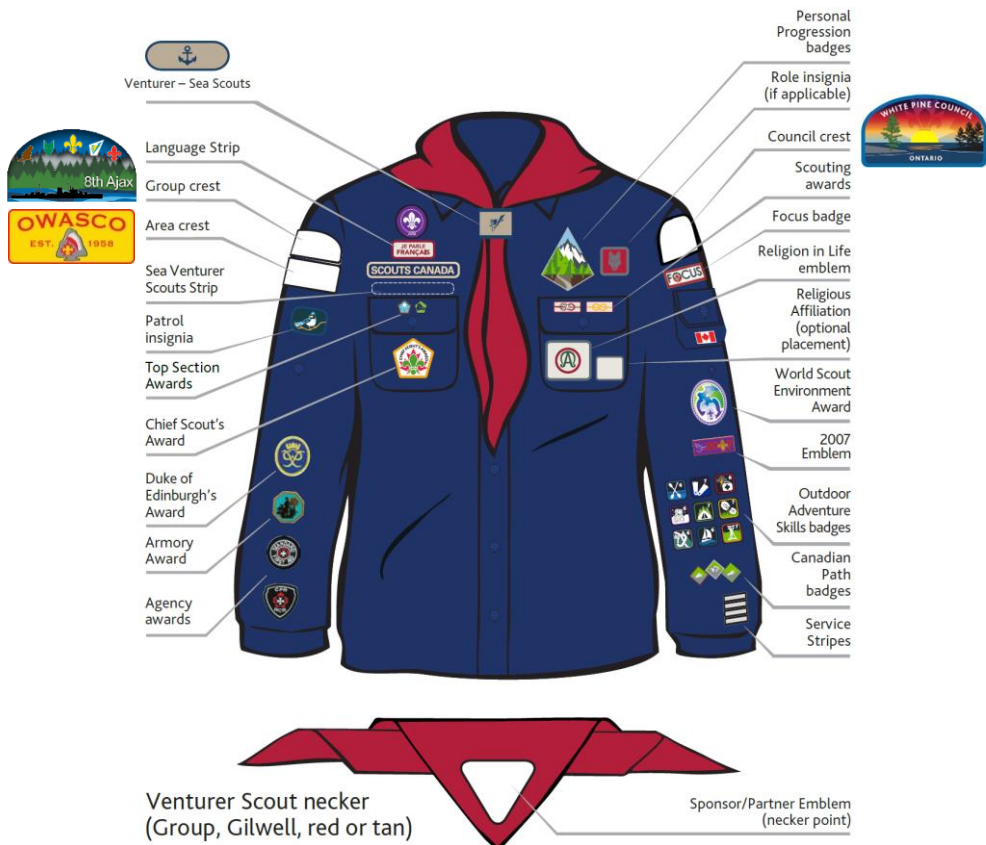 Venturer – Sea Scouts
Language Strip
8th Ajax
Group crest
OWASCO
EST. 1958
Area crest
Sea Venturer
Scouts Strip
Patrol
insignia
Top Section
Awards
Chief Scout's
Award
Duke of
Edinburgh's
Award
Armory
Award
Agency
awards
JE PARLE
FRANÇAIS
SCOUTS CANADA
Personal
Progression
badges
Role insignia
(if applicable)
WHITE PINE COUNCIL
ONTARIO
Council crest
Scouting
awards
Focus badge
FOCUS
Religion in Life
emblem
Religious
Affiliation
(optional
placement)
World Scout
Environment
Award
2007
Emblem
Outdoor
Adventure
Skills badges
Canadian
Path
badges
Service
Stripes
Venturer Scout necker
(Group, Gilwell, red or tan)
Sponsor/Partner Emblem
(necker point)